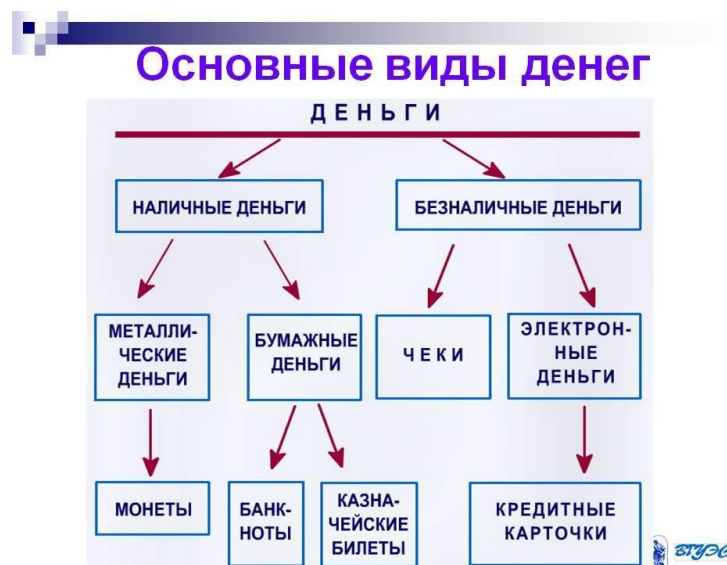 Основные виды денег
ДЕНЬГИ
НАЛИЧНЫЕ ДЕНЬГИ
БЕЗНАЛИЧНЫЕ ДЕНЬГИ
МЕТАЛЛИ-
ЧЕСКИЕ
ДЕНЬГИ
БУМАЖНЫЕ
ДЕНЬГИ
ЧЕКИ
ЭЛЕКТРОН-
НЫЕ
ДЕНЬГИ
МОНЕТЫ
БАНК-
НОТЫ
КАЗНА-
ЧЕЙСКИЕ
БИЛЕТЫ
КРЕДИТНЫЕ
КАРТОЧКИ
ВГУЭС